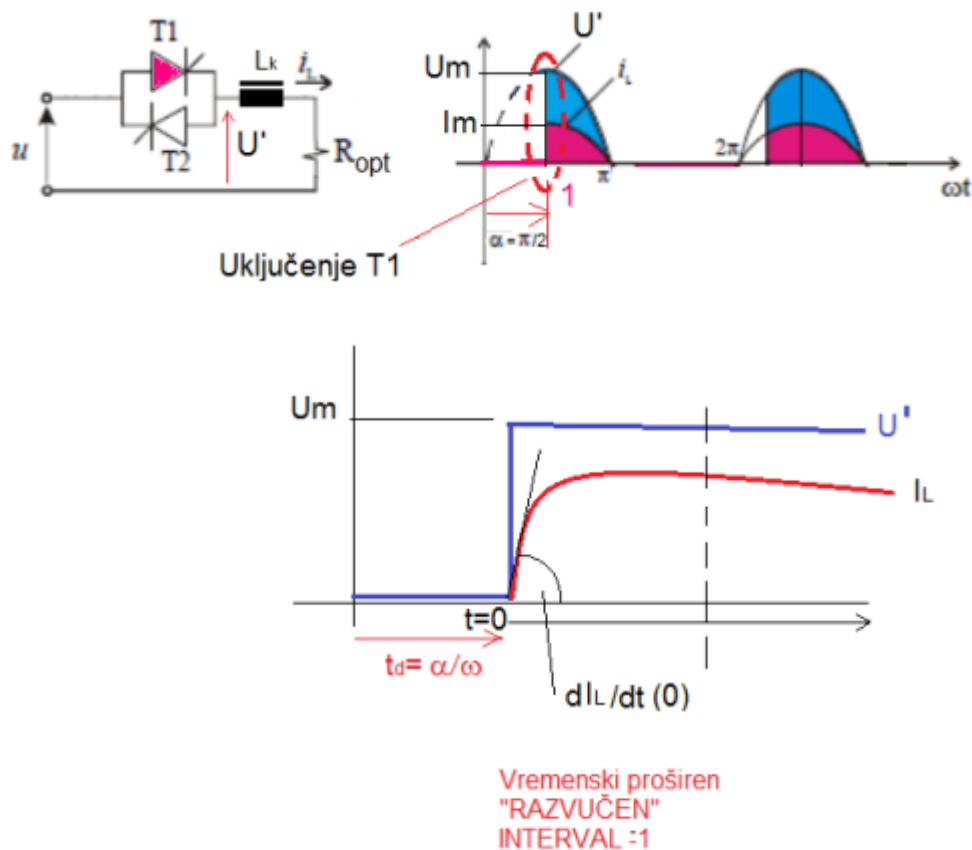 T1
Lk
iL
u
T2
U'
Ropt
U'
Um
iL
Im
π
2π
ωt
1
α = π/2
Uključenje T1
Um
U'
IL
t=0
td= α/ω
dIL/dt (0)
Vremenski proširen
"RAZVUČEN"
INTERVAL -1